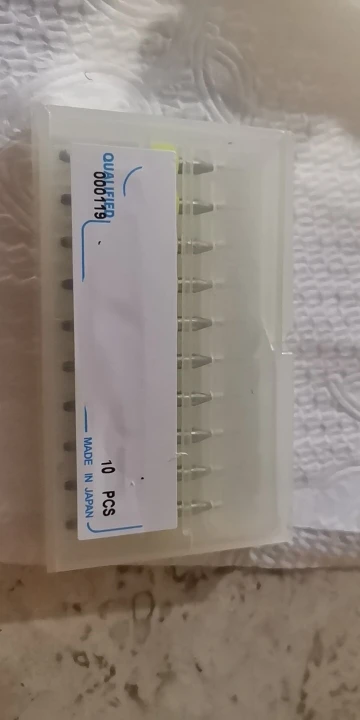 QUALIFIED
000119
10 PCS
MADE IN JAPAN